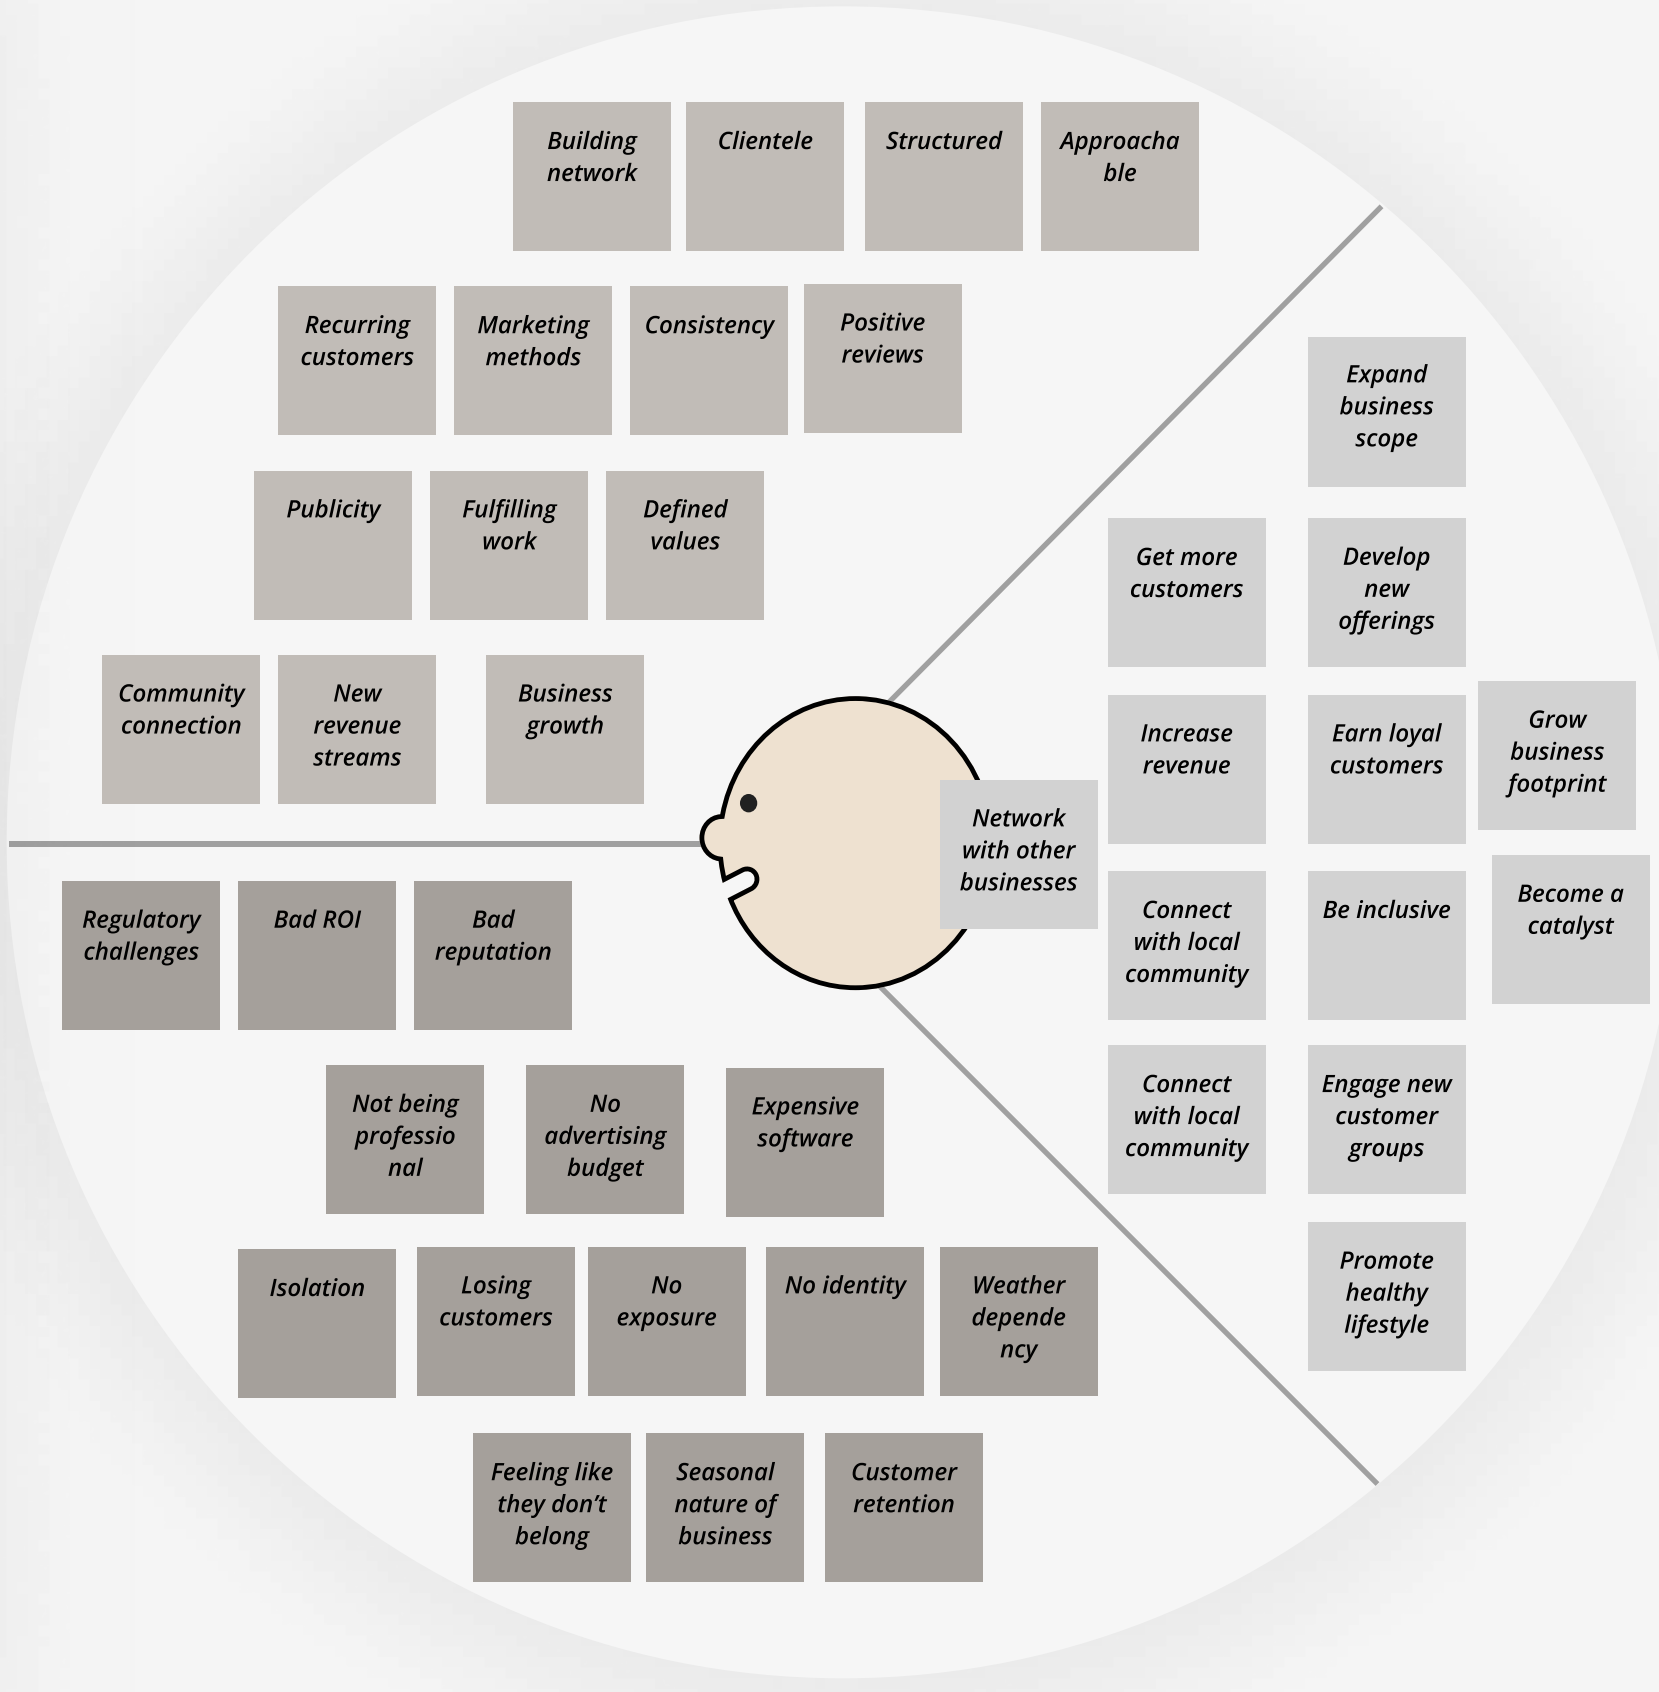 Building
network
Clientele
Structured
Approacha
ble
Recurring
customers
Marketing
methods
Consistency
Positive
reviews
Publicity
Fulfilling
work
Defined
values
Community
connection
New
revenue
streams
Business
growth
Expand
business
scope
Get more
customers
Develop
new
offerings
Increase
revenue
Earn loyal
customers
Grow
business
footprint
Network
with other
businesses
Connect
with local
community
Be inclusive
Become a
catalyst
Connect
with local
community
Engage new
customer
groups
Promote
healthy
lifestyle
Regulatory
challenges
Bad ROI
Bad
reputation
Not being
professio
nal
No
advertising
budget
Expensive
software
Isolation
Losing
customers
No
exposure
No identity
Weather
depende
ncy
Feeling like
they don’t
belong
Seasonal
nature of
business
Customer
retention